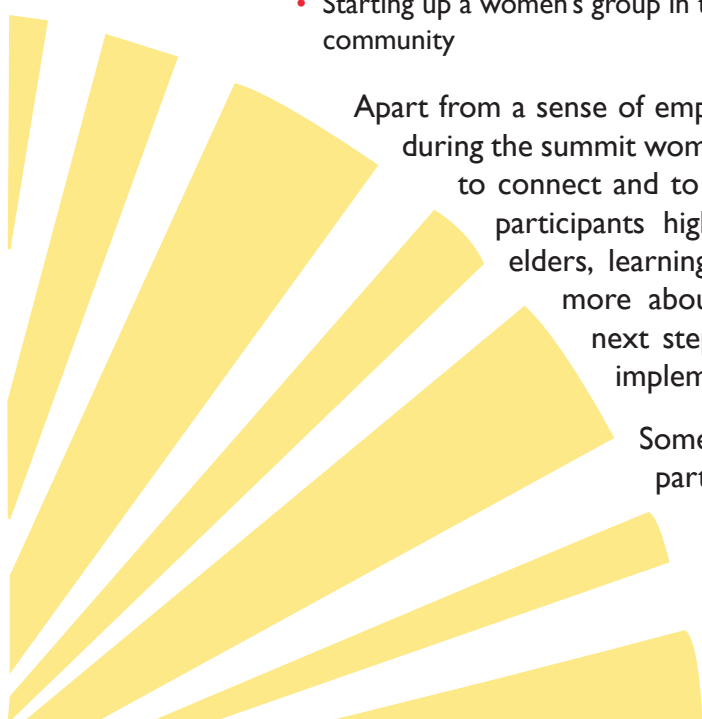 • Starting up a women's group in t
community
Apart from a sense of emp
during the summit wom
to connect and to
participants hig
elders, learning
more abou
next ste
implem
Some
part